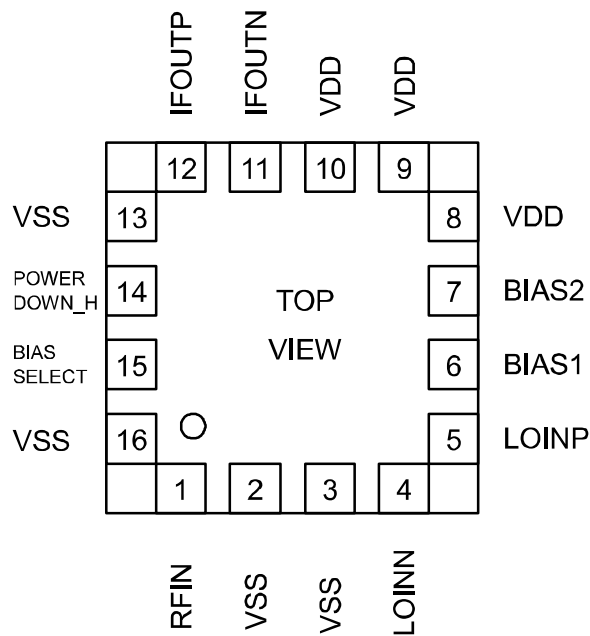 IFOUTP
IFOUTN
VDD
VDD
12
11
10
9
VSS
13
8
VDD
POWER
DOWN_H
14
TOP
VIEW
7
BIAS2
BIAS
SELECT
15
6
BIAS1
VSS
16
5
LOINP
1
2
3
4
RFIN
VSS
VSS
LOINN